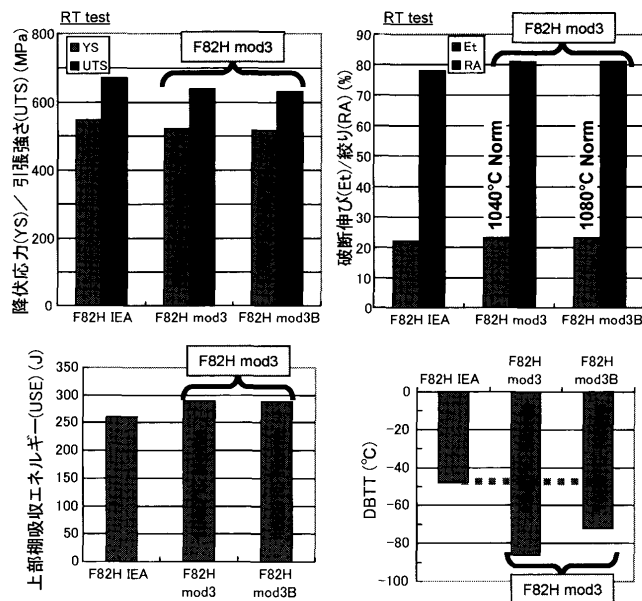 RT test
降伏応力(YS)／ 引張強さ(UTS) (MPa)
800
600
400
200
0
YS
UTS
F82H mod3
F82H IEA
F82H mod3
F82H mod3B
RT test
破断伸び(Et)/絞り(RA) (%)
90
80
70
60
50
40
30
20
10
0
Et
RA
F82H mod3
1040°C Norm
1080°C Norm
F82H IEA
F82H mod3
F82H mod3B
上部棚吸収エネルギー(USE) (J)
350
300
250
200
150
100
50
0
F82H mod3
F82H IEA
F82H
mod3
F82H
mod3B
DBTT (°C)
F82H IEA
F82H
mod3
F82H
mod3B
0
-20
-40
-60
-80
-100
F82H mod3